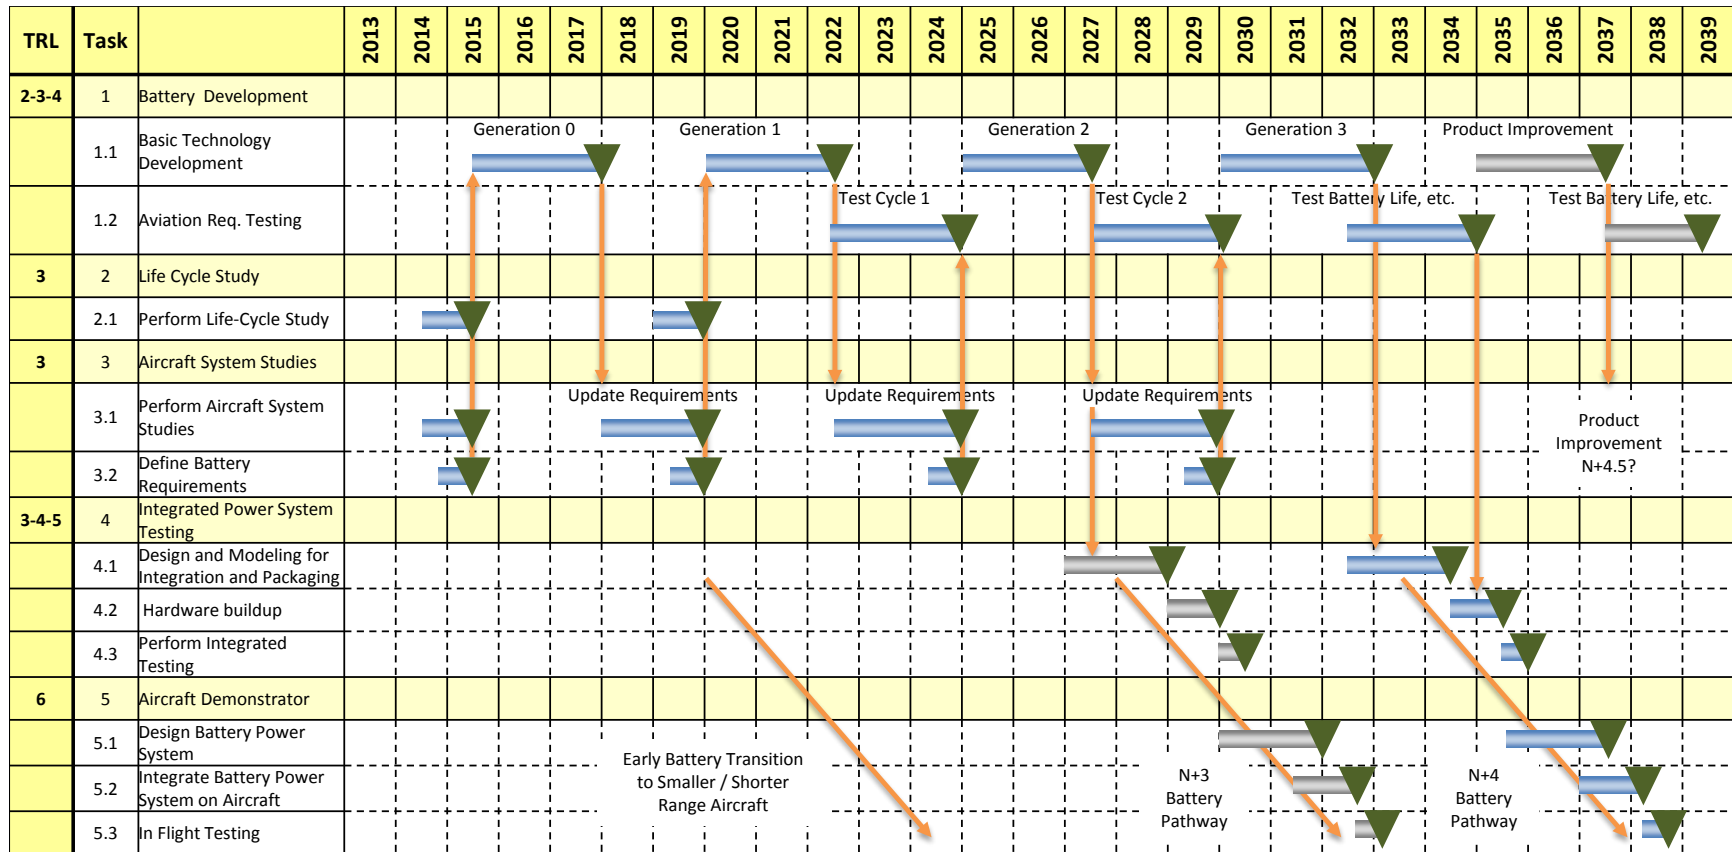 TRL Task 2013 2014 2015 2016 2017 2018 2019 2020 2021 2022 2023 2024 2025 2026 2027 2028 2029 2030 2031 2032 2033 2034 2035 2036 2037 2038 2039
2-3-4 1 Battery Development
Generation 0 Generation 1 Generation 2 Generation 3 Product Improvement
1.1 Basic Technology
Development
Test Cycle 1 Test Cycle 2 Test Battery Life, etc. Test Battery Life, etc.
1.2 Aviation Req. Testing
3 2 Life Cycle Study
2.1 Perform Life-Cycle Study
3 3 Aircraft System Studies
Update Requirements Update Requirements Update Requirements
3.1 Perform Aircraft System
Studies
Product
Improvement
N+4.5?
3.2 Define Battery
Requirements
3-4-5 4 Integrated Power System
Testing
4.1 Design and Modeling for
Integration and Packaging
4.2 Hardware buildup
4.3 Perform Integrated
Testing
6 5 Aircraft Demonstrator
5.1 Design Battery Power
System
5.2 Integrate Battery Power
System on Aircraft
5.3 In Flight Testing
Early Battery Transition
to Smaller / Shorter
Range Aircraft
N+3
Battery
Pathway
N+4
Battery
Pathway